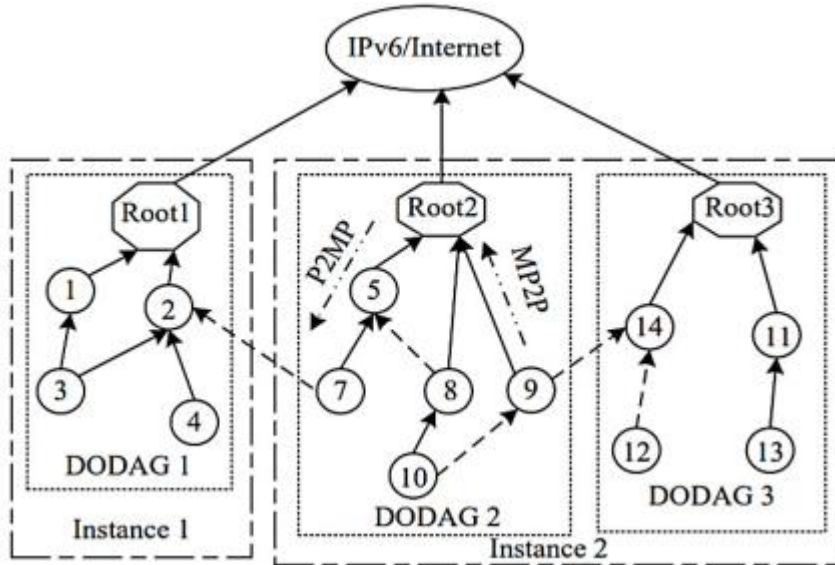 IPv6/Internet
Root1
Root2
Root3
P2MP
MP2P
1
2
5
14
11
3
4
7
8
9
12
13
10
DODAG 1
DODAG 2
DODAG 3
Instance 1
Instance 2